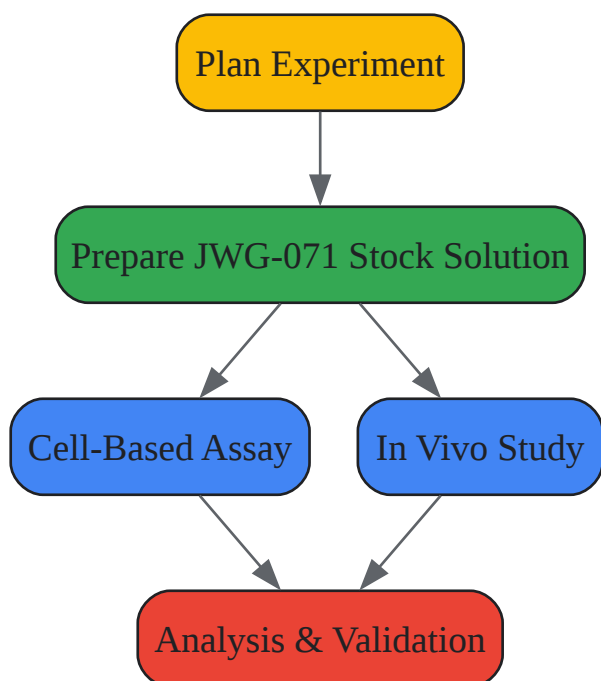 Plan Experiment
Prepare JWG-071 Stock Solution
Cell-Based Assay
In Vivo Study
Analysis & Validation